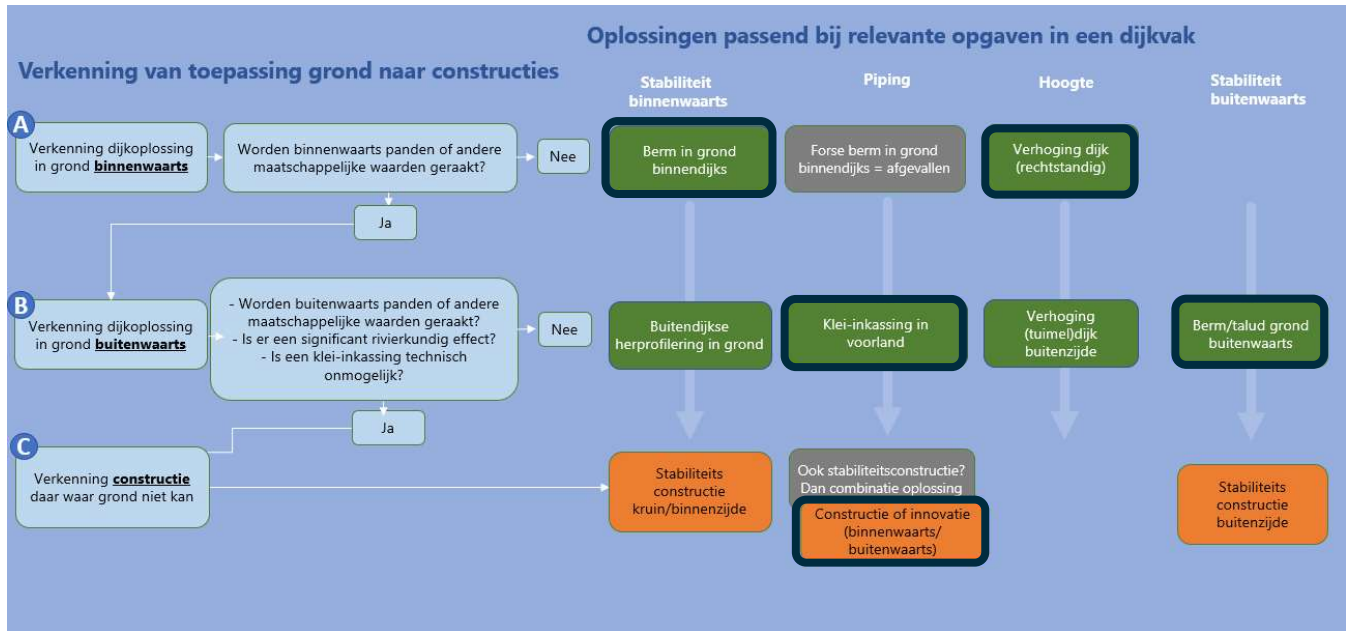 Oplossingen passend bij relevante opgaven in een dijkvak
Verkenning van toepassing grond naar constructies
Stabiliteit
binnenwaarts
Piping
Hoogte
Stabiliteit
buitenwaarts
A
Verkenning dijkoplossing
in grond binnenwaarts
Worden binnenwaarts panden of andere
maatschappelijke waarden geraakt?
Nee
Berm in grond
binnendijks
Forse berm in grond
binnendijks = afgevallen
Verhoging dijk
(rechtstandig)
Ja
B
Verkenning dijkoplossing
in grond buitenwaarts
- Worden buitenwaarts panden of andere
maatschappelijke waarden geraakt?
- Is er een significant rivierkundig effect?
- Is een klei-inkassing technisch
onmogelijk?
Nee
Buitendijkse
herprofilering in grond
Klei-inkassing in
voorland
Verhoging
(tuimel)dijk
buitenzijde
Berm/talud grond
buitenwaarts
Ja
C
Verkenning constructie
daar waar grond niet kan
Stabiliteits
constructie
kruin/binnenzijde
Ook stabiliteitsconstructie?
Dan combinatie oplossing
Constructie of innovatie
(binnenwaarts/
buitenwaarts)
Stabiliteits
constructie
buitenzijde